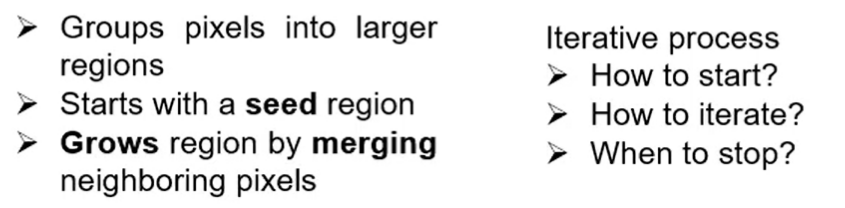 ➢ Groups pixels into larger
regions
➢ Starts with a seed region
➢ Grows region by merging
neighboring pixels
Iterative process
➢ How to start?
➢ How to iterate?
➢ When to stop?